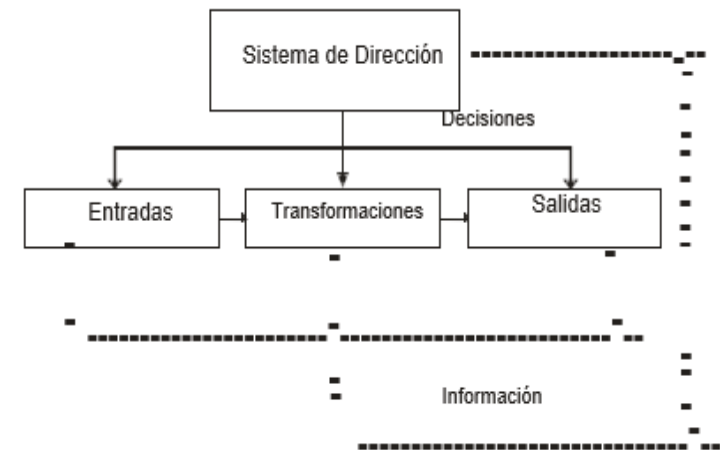 Sistema de Dirección
Decisiones
Entradas
Transformaciones
Salidas
Información